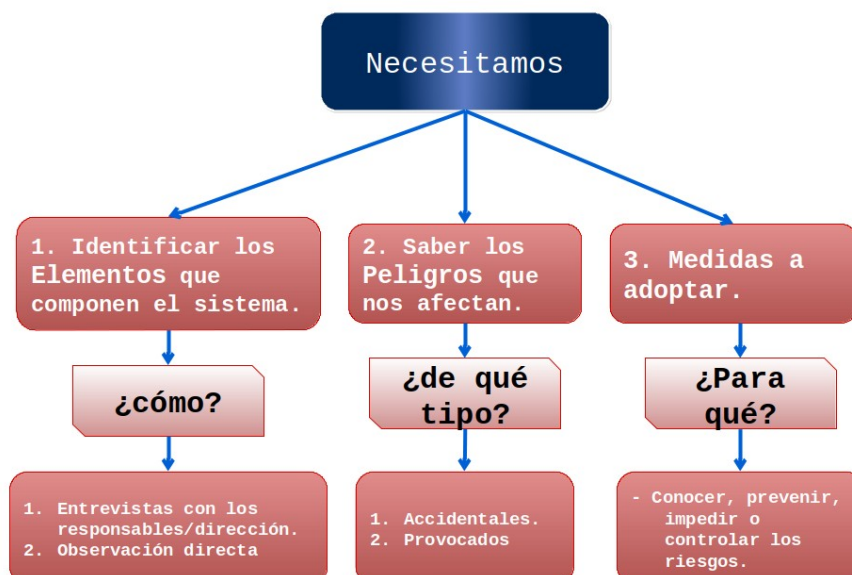 Necesitamos
1. Identificar los
Elementos que
componen el sistema.
2. Saber los
Peligros que
nos afectan.
3. Medidas a
adoptar.
¿cómo?
¿de qué
tipo?
¿Para
qué?
1. Entrevistas con los
responsables/dirección.
2. Observación directa
1. Accidentales.
2. Provocados
- Conocer, prevenir,
impedir o
controlar los
riesgos.